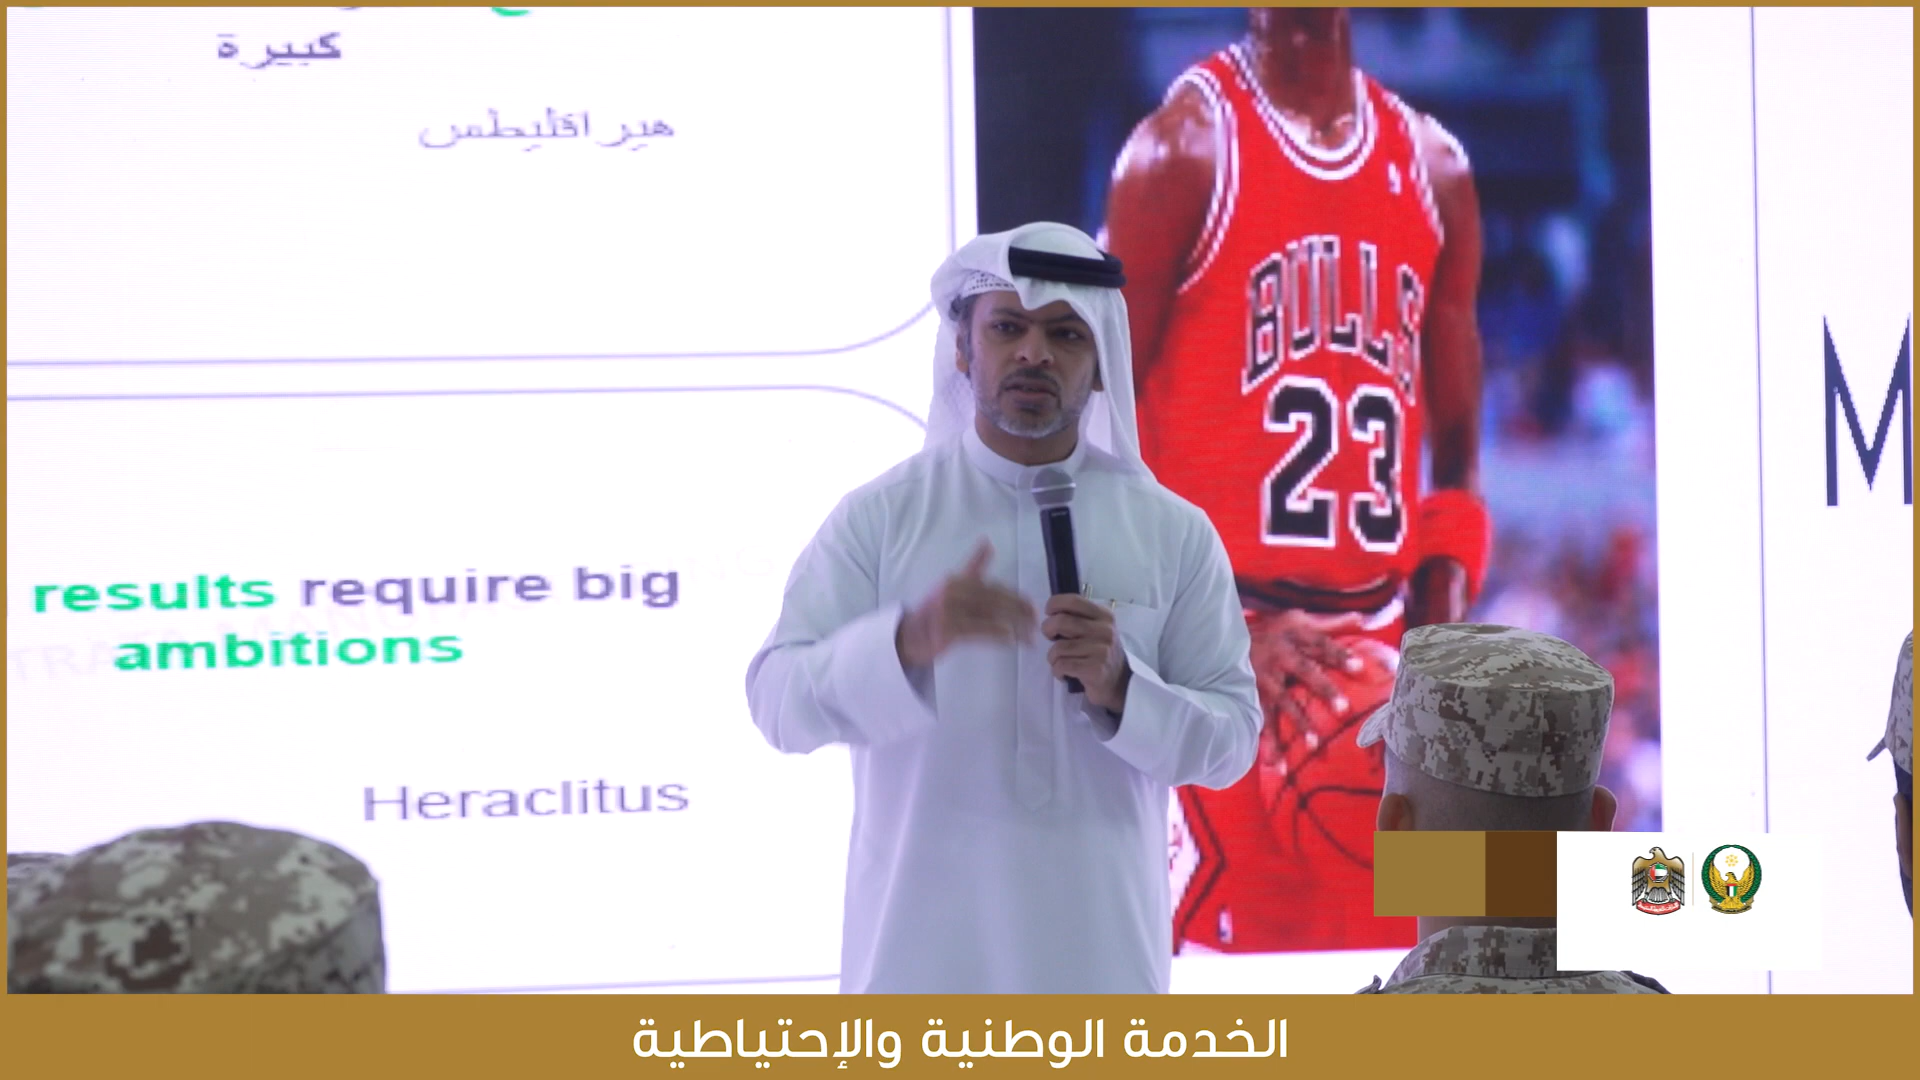 كبيرة
هيراقليطس
results require big
ambitions
Heraclitus
BULLS
23
M
الخدمة الوطنية والإحتياطية